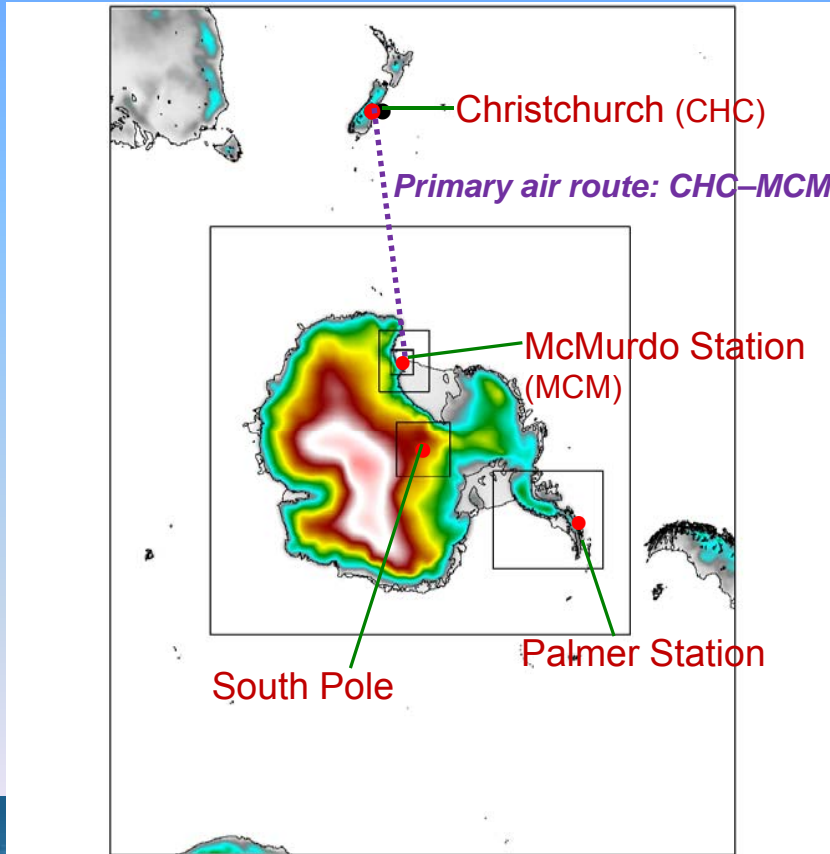 Christchurch (CHC)
Primary air route: CHC–MCM
McMurdo Station
(MCM)
Palmer Station
South Pole